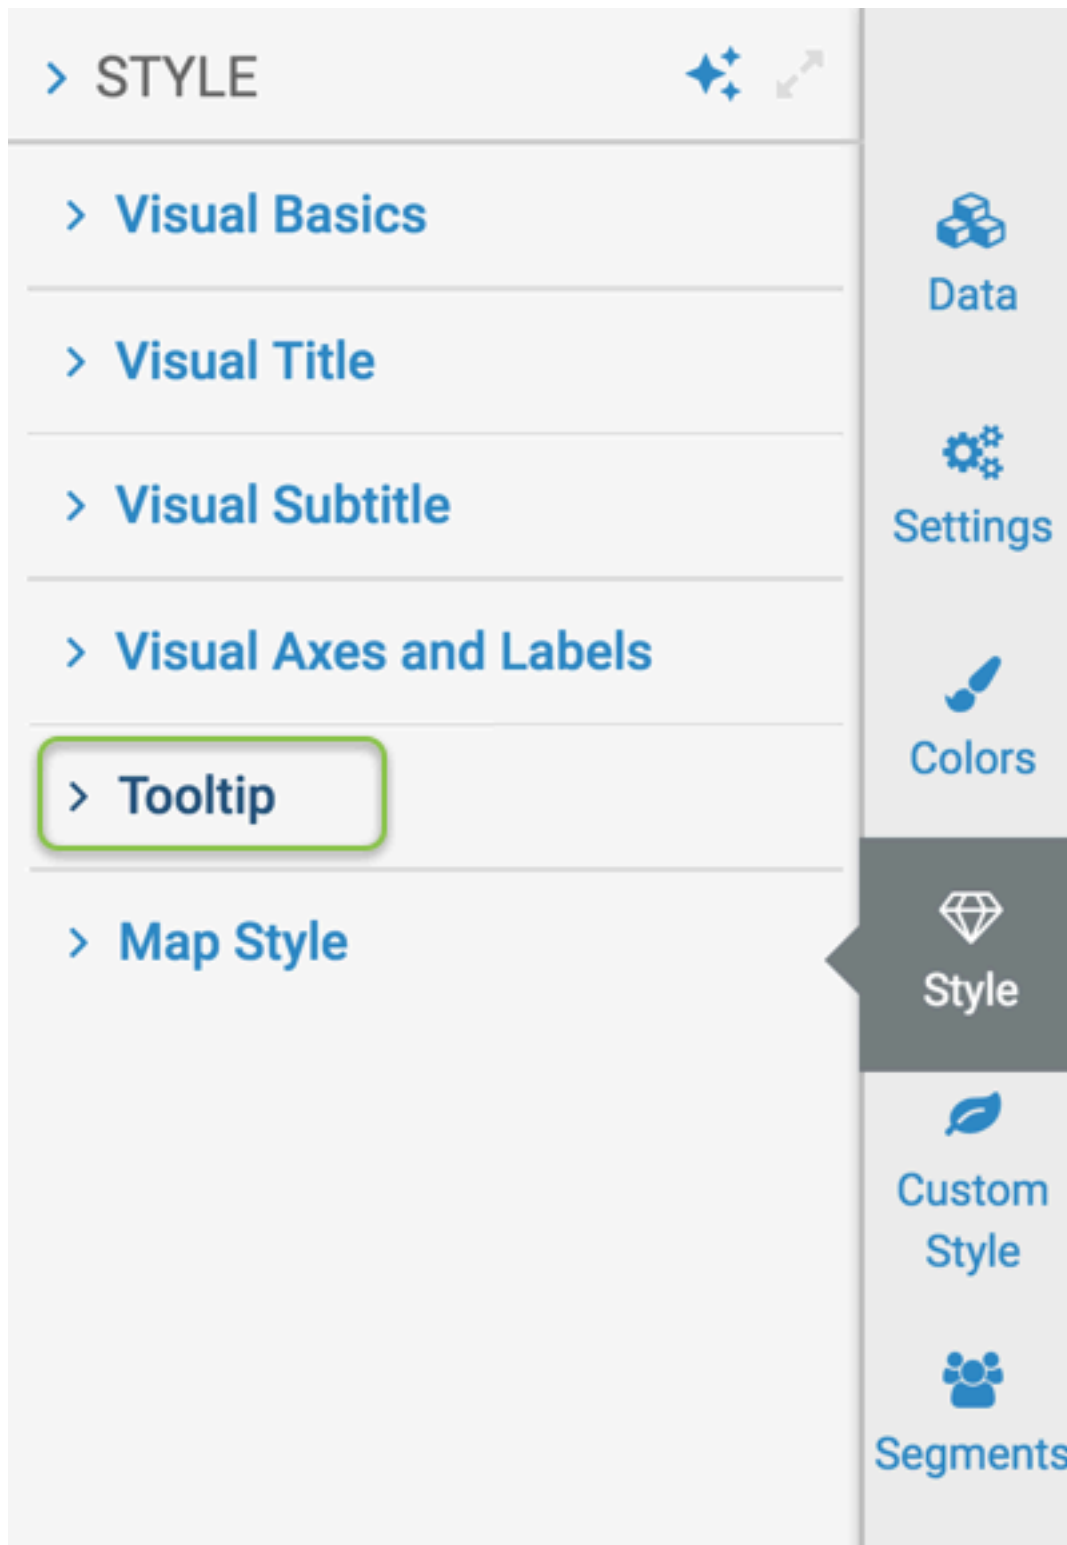 STYLE
Visual Basics
Visual Title
Visual Subtitle
Visual Axes and Labels
Tooltip
Map Style
Data
Settings
Colors
Style
Custom
Style
Segments